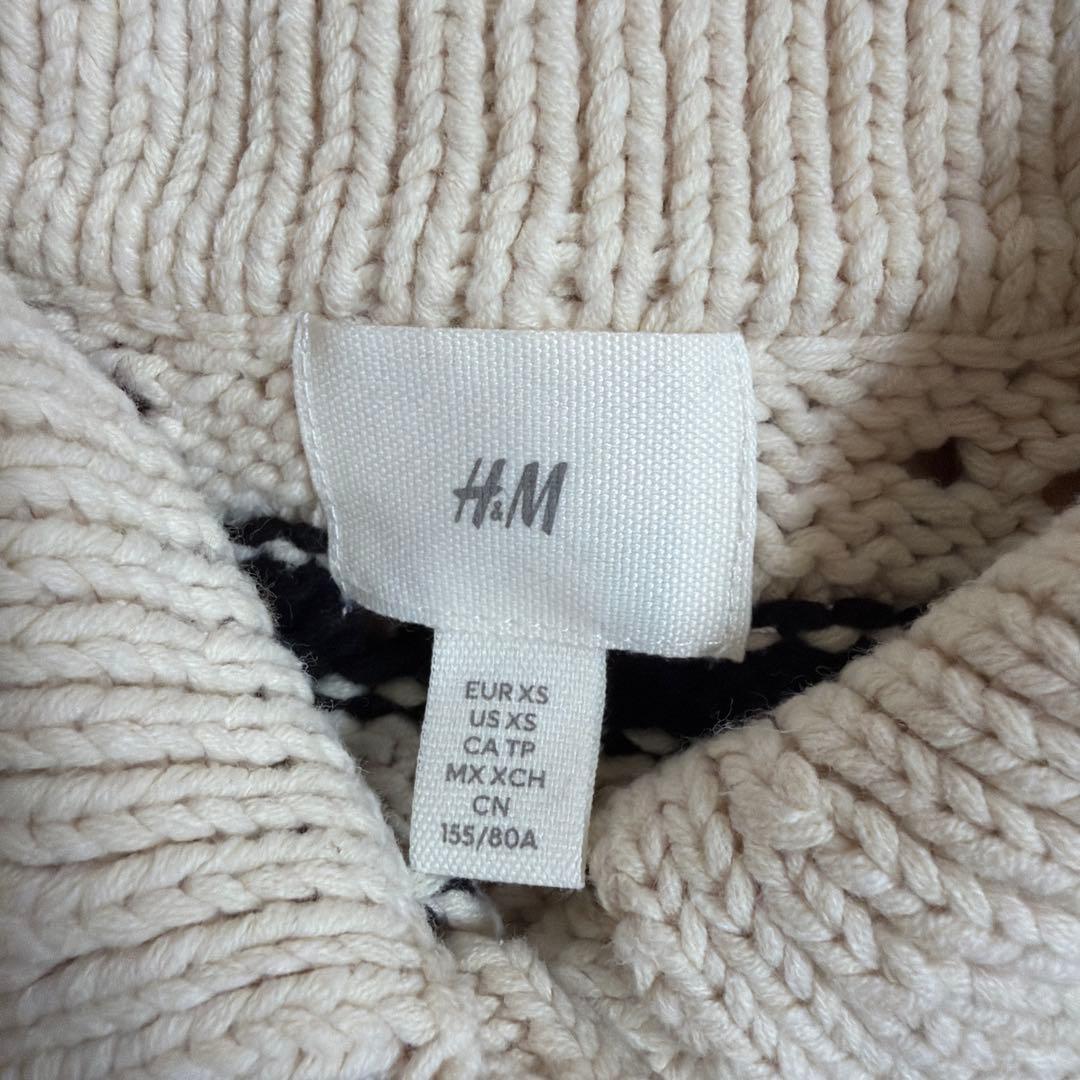 H&M
EUR XS
US XS
CA TP
MX XCH
CN
155/80A